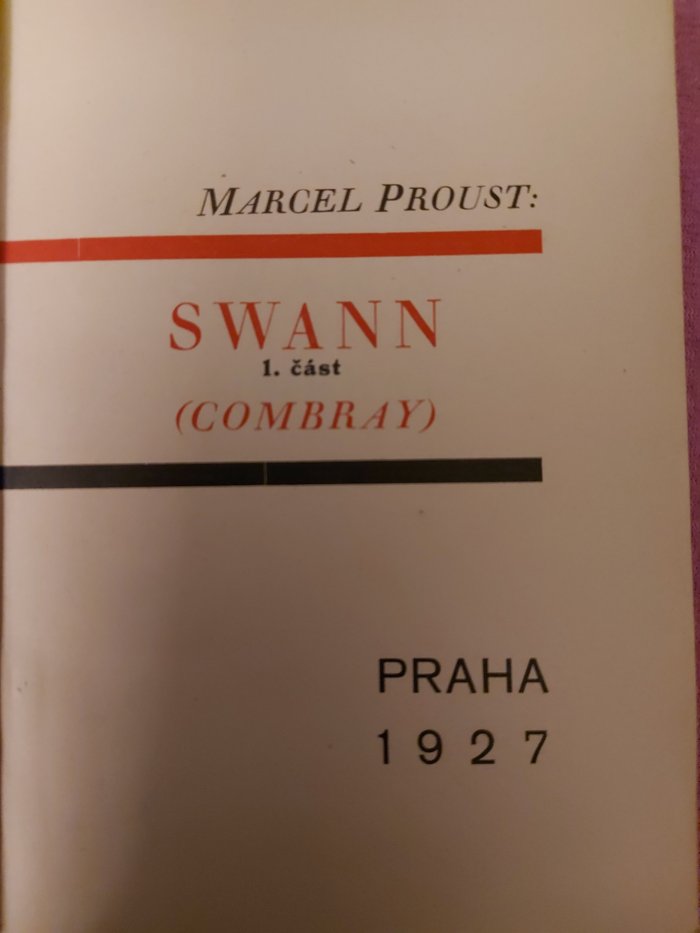 MARCEL PROUST:
SWANN
1. část
(COMBRAY)
PRAHA
1927